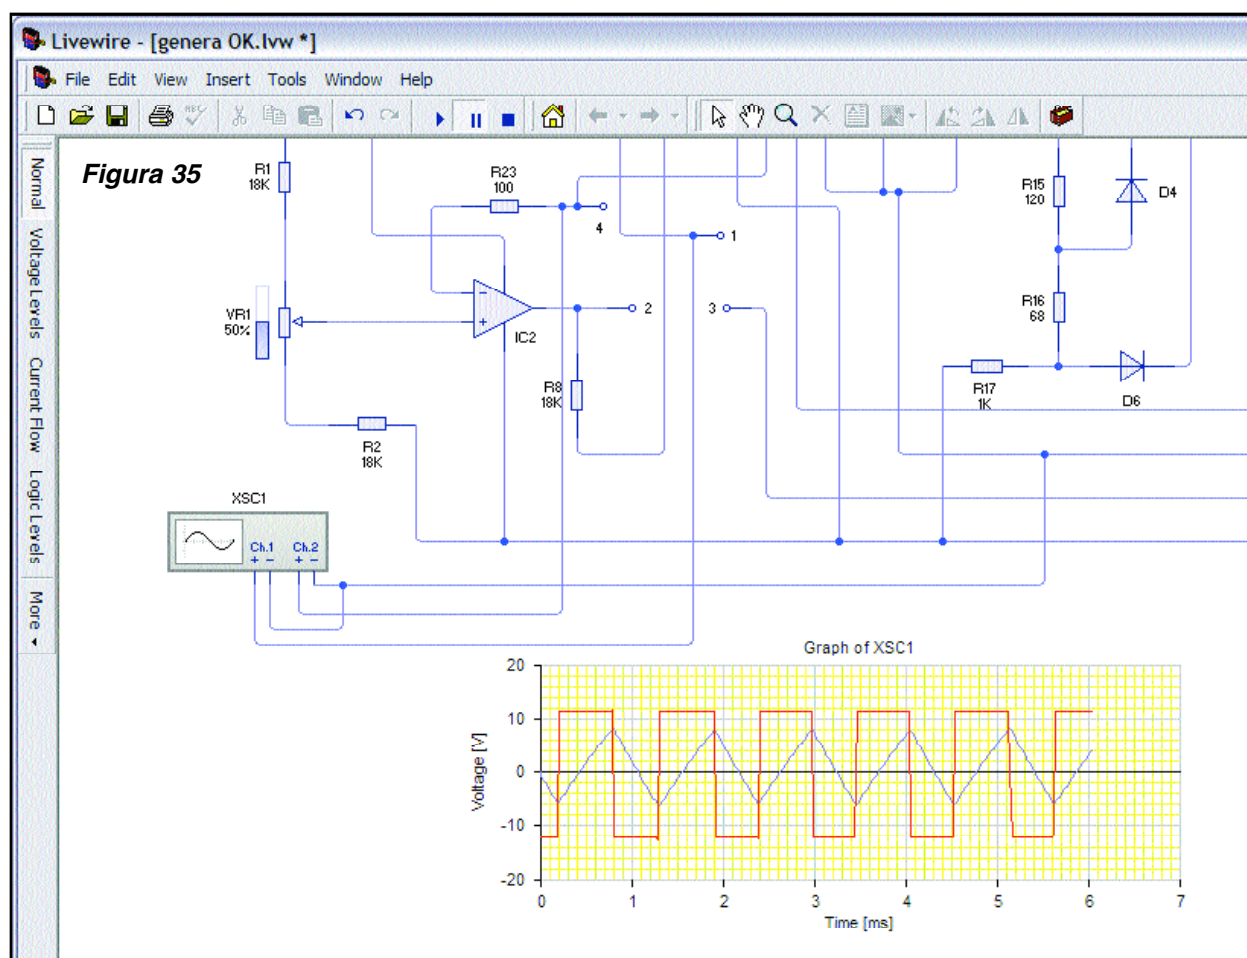 Livewire - [genera OK.lvw *]
File Edit View Insert Tools Window Help
Normal
Voltage Levels
Current Flow
Logic Levels
More
Figura 35
R1
18K
R23
100
4
1
R15
120
D4
VR1
50%
IC2
2
3
R16
68
R8
18K
R17
1K
D6
R2
18K
XSC1
Ch.1 Ch.2
+ - + -
Graph of XSC1
Voltage [V]
20
10
0
-10
-20
0 1 2 3 4 5 6 7
Time [ms]